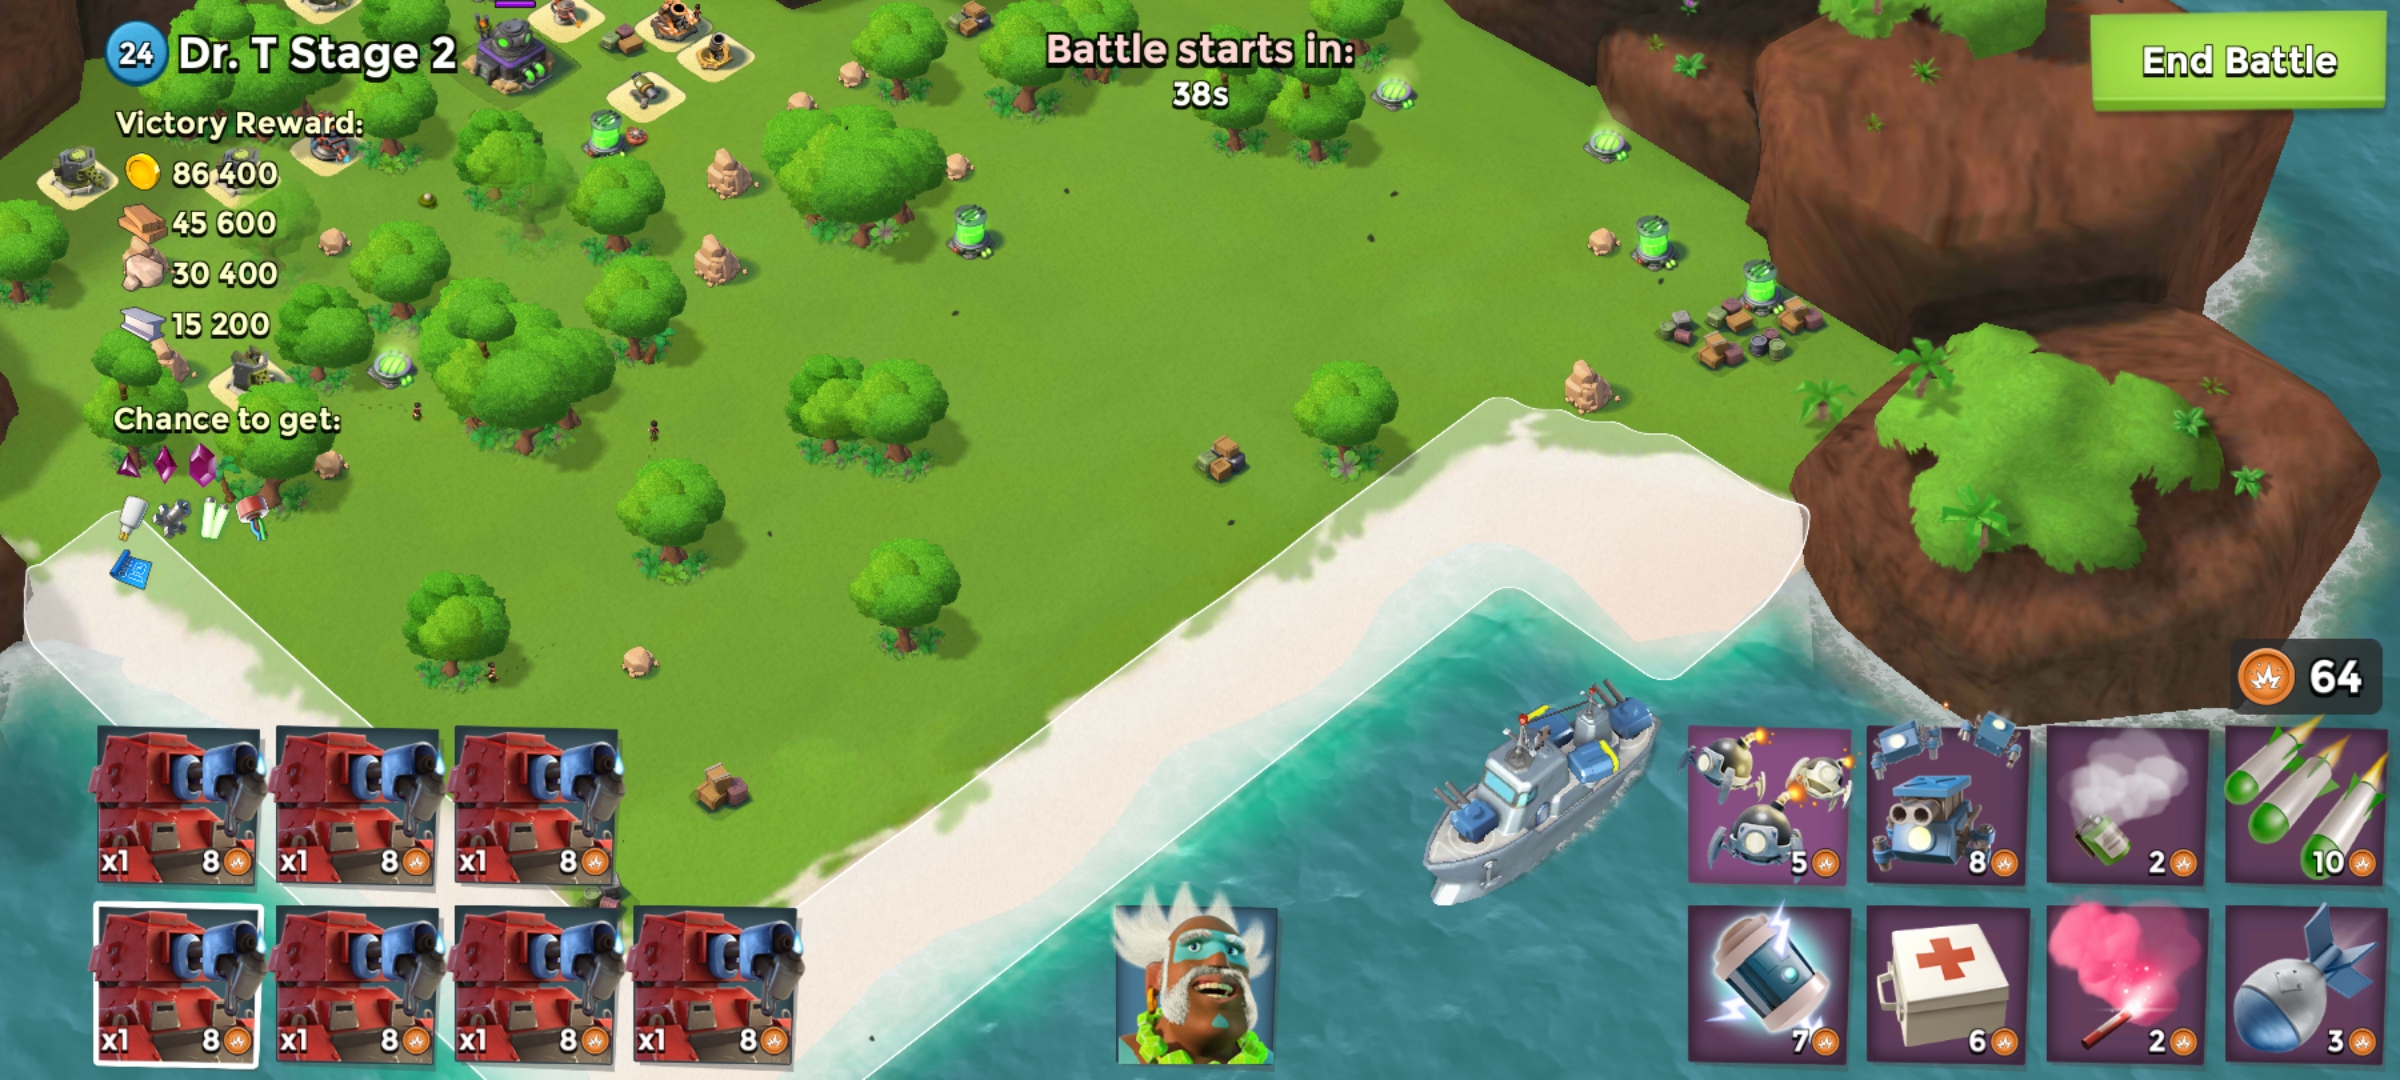 24 Dr. T Stage 2
Battle starts in:
38s
End Battle
Victory Reward:
86 400
45 600
30 400
15 200
Chance to get:
64
x1 8 x1 8 x1 8
5 8 2 10
x1 8 x1 8 x1 8 x1 8
7 6 2 3